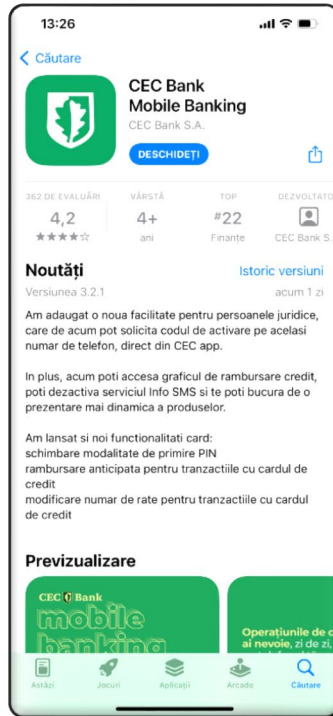 13:26
Căutare
CEC Bank
Mobile Banking
CEC Bank S.A.
DESCHIDEȚI
362 DE EVALUĂRI
VÂRSTĂ
TOP
DEZVOLTATO
4,2
4+
#22
ani
Finanțe
CEC Bank S.
Noutăți
Istoric versiuni
Versiunea 3.2.1
acum 1 zi
Am adaugat o noua facilitate pentru persoanele juridice,
care de acum pot solicita codul de activare pe acelasi
numar de telefon, direct din CEC app.
In plus, acum poti accesa graficul de rambursare credit,
poti dezactiva serviciul Info SMS si te poti bucura de o
prezentare mai dinamica a produselor.
Am lansat si noi functionalitati card:
schimbare modalitate de primire PIN
rambursare anticipata pentru tranzactiile cu cardul de
credit
modificare numar de rate pentru tranzactiile cu cardul
de credit
Previzualizare
CEC Bank
mobile
banking
Operațiunile de c
ai nevoie, zi de zi,
Astăzi
Jocuri
Aplicații
Arcade
Căutare